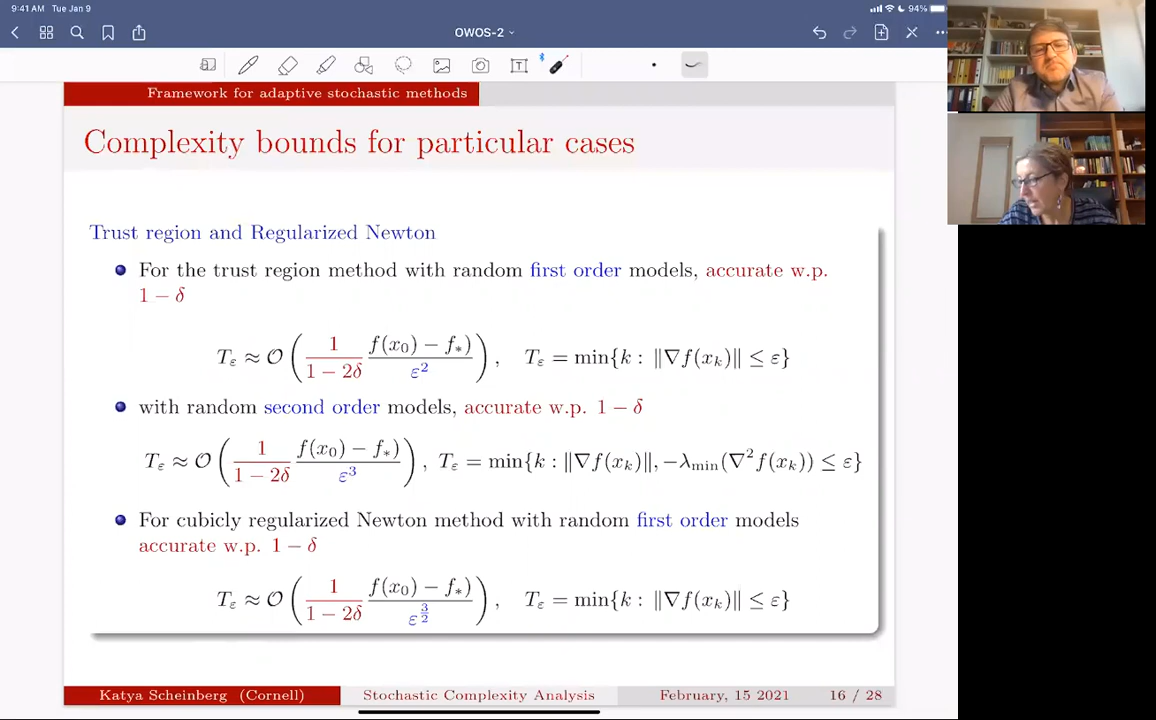 9:41 AM Tue Jan 9
94%
OWOS-2
Framework for adaptive stochastic methods
Complexity bounds for particular cases
Trust region and Regularized Newton
For the trust region method with random first order models, accurate w.p.
1 − δ
T_ε ≈ O ( 1/(1 − 2δ) (f(x_0) − f_*)/ε^2 ), T_ε = min{k : ‖∇f(x_k)‖ ≤ ε}
with random second order models, accurate w.p. 1 − δ
T_ε ≈ O ( 1/(1 − 2δ) (f(x_0) − f_*)/ε^3 ), T_ε = min{k : ‖∇f(x_k)‖, −λ_min(∇^2 f(x_k)) ≤ ε}
For cubicly regularized Newton method with random first order models
accurate w.p. 1 − δ
T_ε ≈ O ( 1/(1 − 2δ) (f(x_0) − f_*)/ε^{3/2} ), T_ε = min{k : ‖∇f(x_k)‖ ≤ ε}
Katya Scheinberg (Cornell) Stochastic Complexity Analysis February, 15 2021 16 / 28